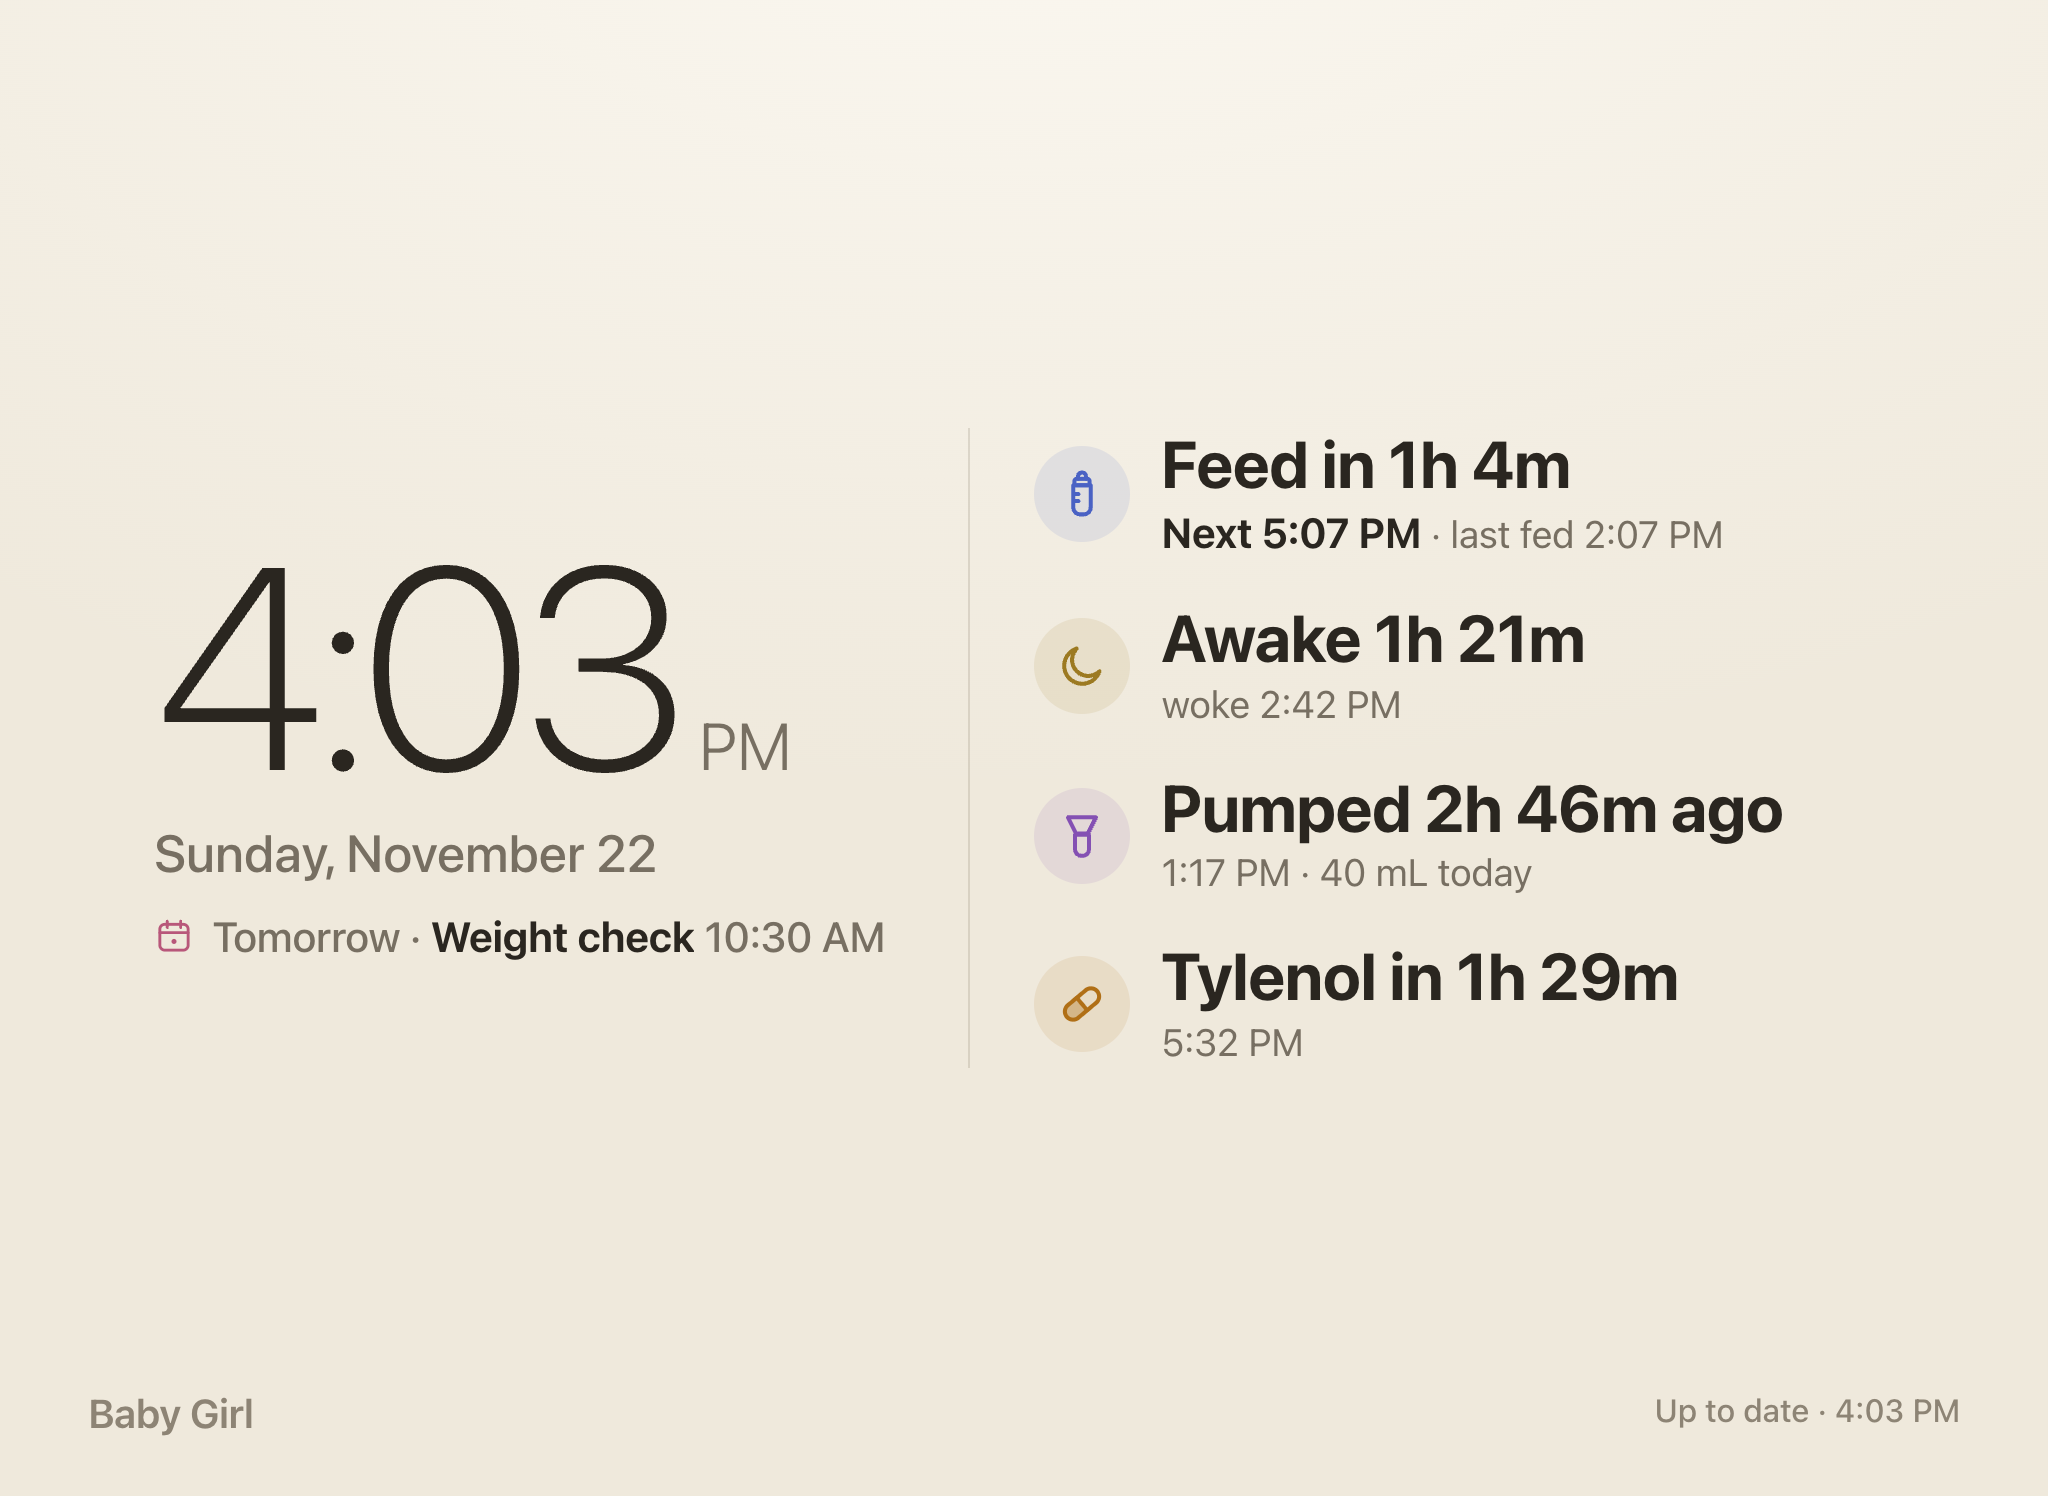 4:03 PM
Sunday, November 22
Tomorrow · Weight check 10:30 AM
Feed in 1h 4m
Next 5:07 PM · last fed 2:07 PM
Awake 1h 21m
woke 2:42 PM
Pumped 2h 46m ago
1:17 PM · 40 mL today
Tylenol in 1h 29m
5:32 PM
Baby Girl
Up to date · 4:03 PM